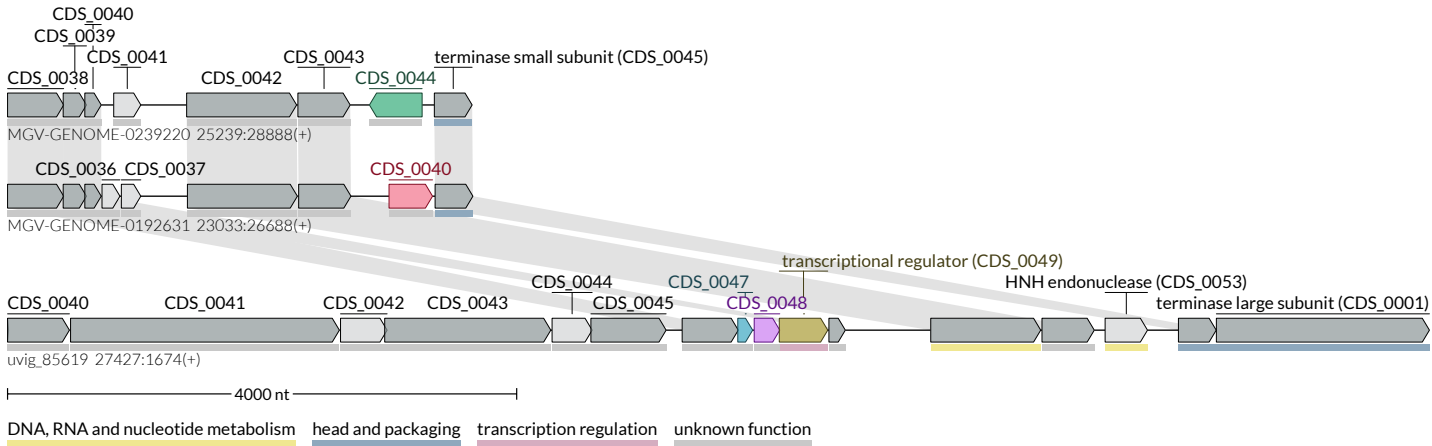 CDS_0040
CDS_0039
CDS_0041 CDS_0043 terminase small subunit (CDS_0045)
CDS_0038 CDS_0042 CDS_0044
MGV-GENOME-0239220 25239:28888(+)
CDS_0036 CDS_0037 CDS_0040
MGV-GENOME-0192631 23033:26688(+)
transcriptional regulator (CDS_0049)
CDS_0044 CDS_0047 HNH endonuclease (CDS_0053)
CDS_0040 CDS_0041 CDS_0042 CDS_0043 CDS_0045 CDS_0048 terminase large subunit (CDS_0001)
uvig_85619 27427:1674(+)
4000 nt
DNA, RNA and nucleotide metabolism head and packaging transcription regulation unknown function